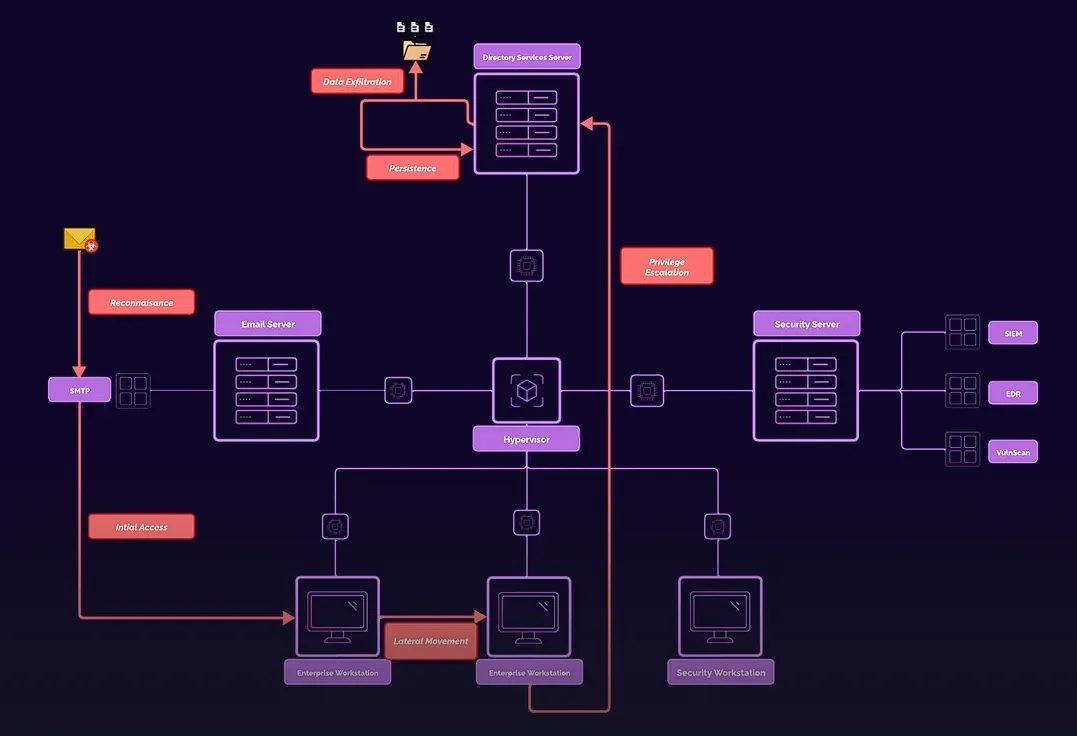 Directory Services Server
Data Exfiltration
Persistence
Privilege
Escalation
Reconnaisance
Email Server
Security Server
SIEM
SMTP
EDR
Hypervisor
VulnScan
Intial Access
Lateral Movement
Enterprise Workstation
Enterprise Workstation
Security Workstation